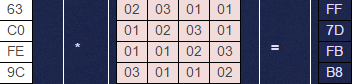 63 02 03 01 01 FF
C0 01 02 03 01 7D
FE * 01 01 02 03 = FB
9C 03 01 01 02 B8